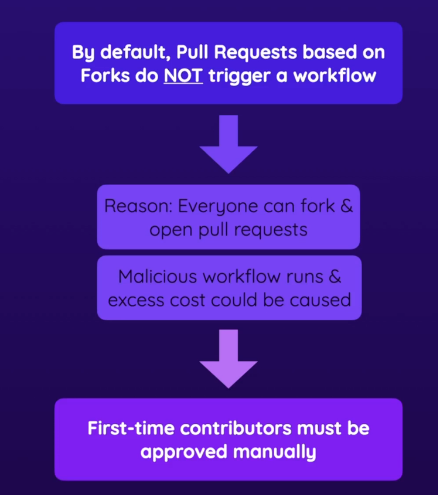 By default, Pull Requests based on
Forks do NOT trigger a workflow
Reason: Everyone can fork &
open pull requests
Malicious workflow runs &
excess cost could be caused
First-time contributors must be
approved manually